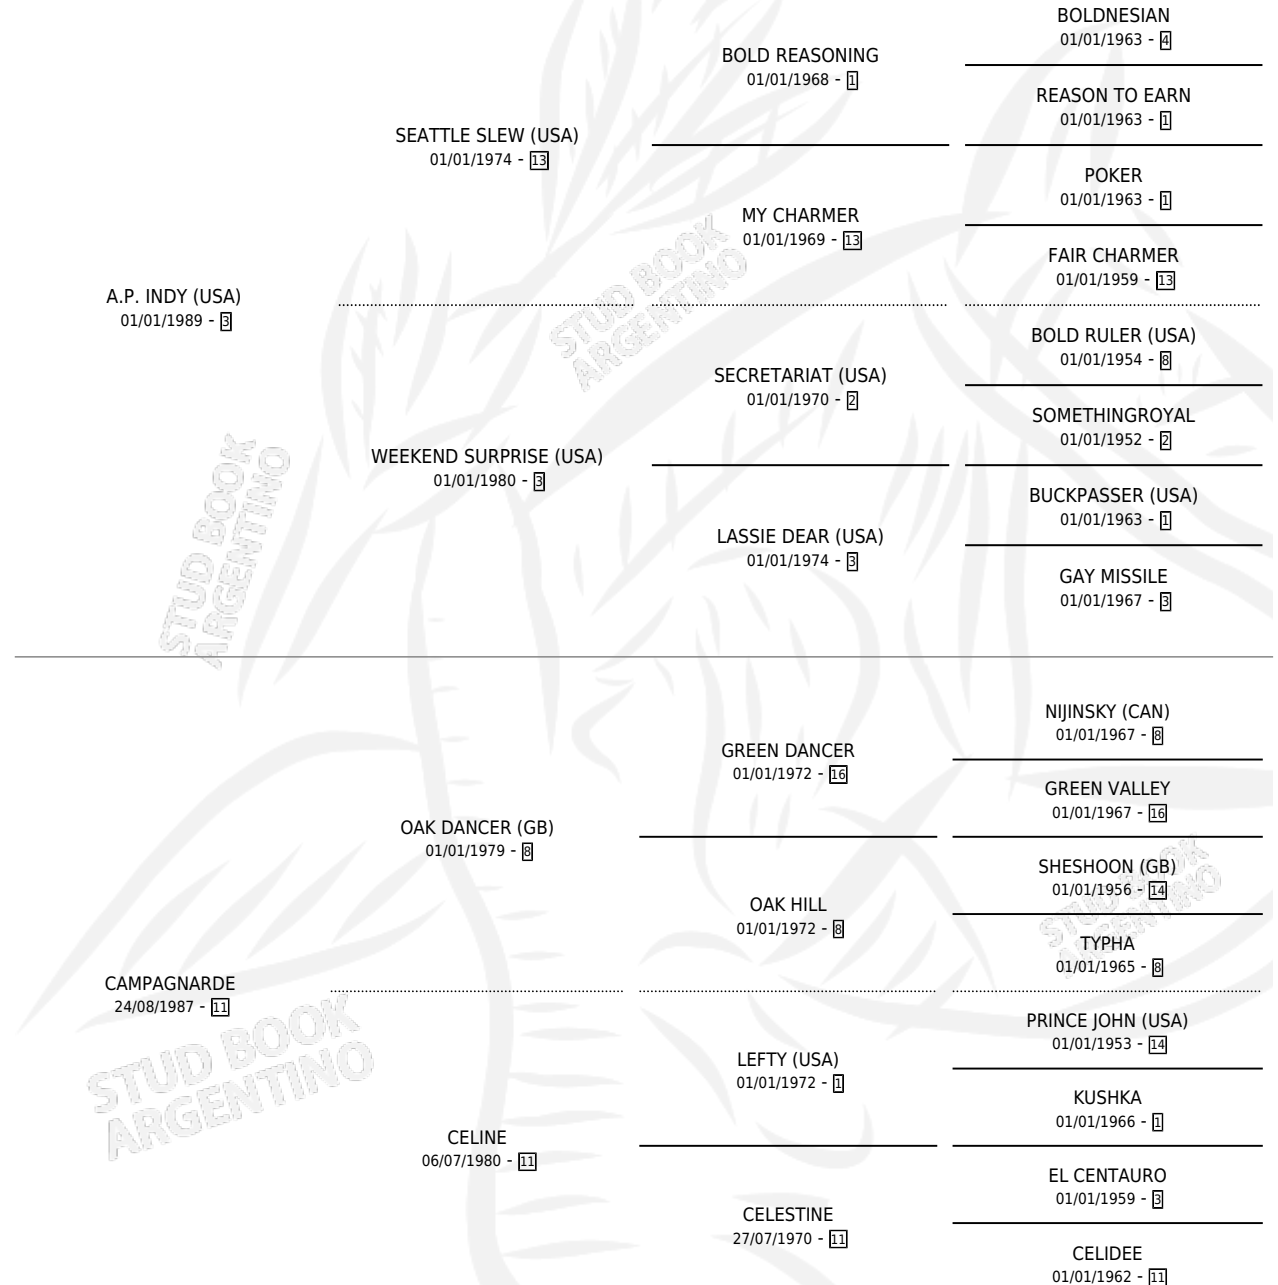 BOLDNESIAN
01/01/1963 - 4
BOLD REASONING
01/01/1968 - 1
REASON TO EARN
01/01/1963 - 1
SEATTLE SLEW (USA)
01/01/1974 - 13
POKER
01/01/1963 - 1
MY CHARMER
01/01/1969 - 13
FAIR CHARMER
01/01/1959 - 13
A.P. INDY (USA)
01/01/1989 - 3
STUD BOOK
ARGENTINO
BOLD RULER (USA)
01/01/1954 - 8
SECRETARIAT (USA)
01/01/1970 - 2
SOMETHINGROYAL
01/01/1952 - 2
WEEKEND SURPRISE (USA)
01/01/1980 - 3
BUCKPASSER (USA)
01/01/1963 - 1
LASSIE DEAR (USA)
01/01/1974 - 3
GAY MISSILE
01/01/1967 - 3
STUD BOOK
ARGENTINO
NIJINSKY (CAN)
01/01/1967 - 8
GREEN DANCER
01/01/1972 - 16
GREEN VALLEY
01/01/1967 - 16
OAK DANCER (GB)
01/01/1979 - 8
SHESHOON (GB)
01/01/1956 - 14
OAK HILL
01/01/1972 - 8
TYPHA
01/01/1965 - 8
STUD BOOK
ARGENTINO
CAMPAGNARDE
24/08/1987 - 11
PRINCE JOHN (USA)
01/01/1953 - 14
LEFTY (USA)
01/01/1972 - 1
KUSHKA
01/01/1966 - 1
STUD BOOK
ARGENTINO
CELINE
06/07/1980 - 11
EL CENTAURO
01/01/1959 - 3
CELESTINE
27/07/1970 - 11
CELIDEE
01/01/1962 - 11